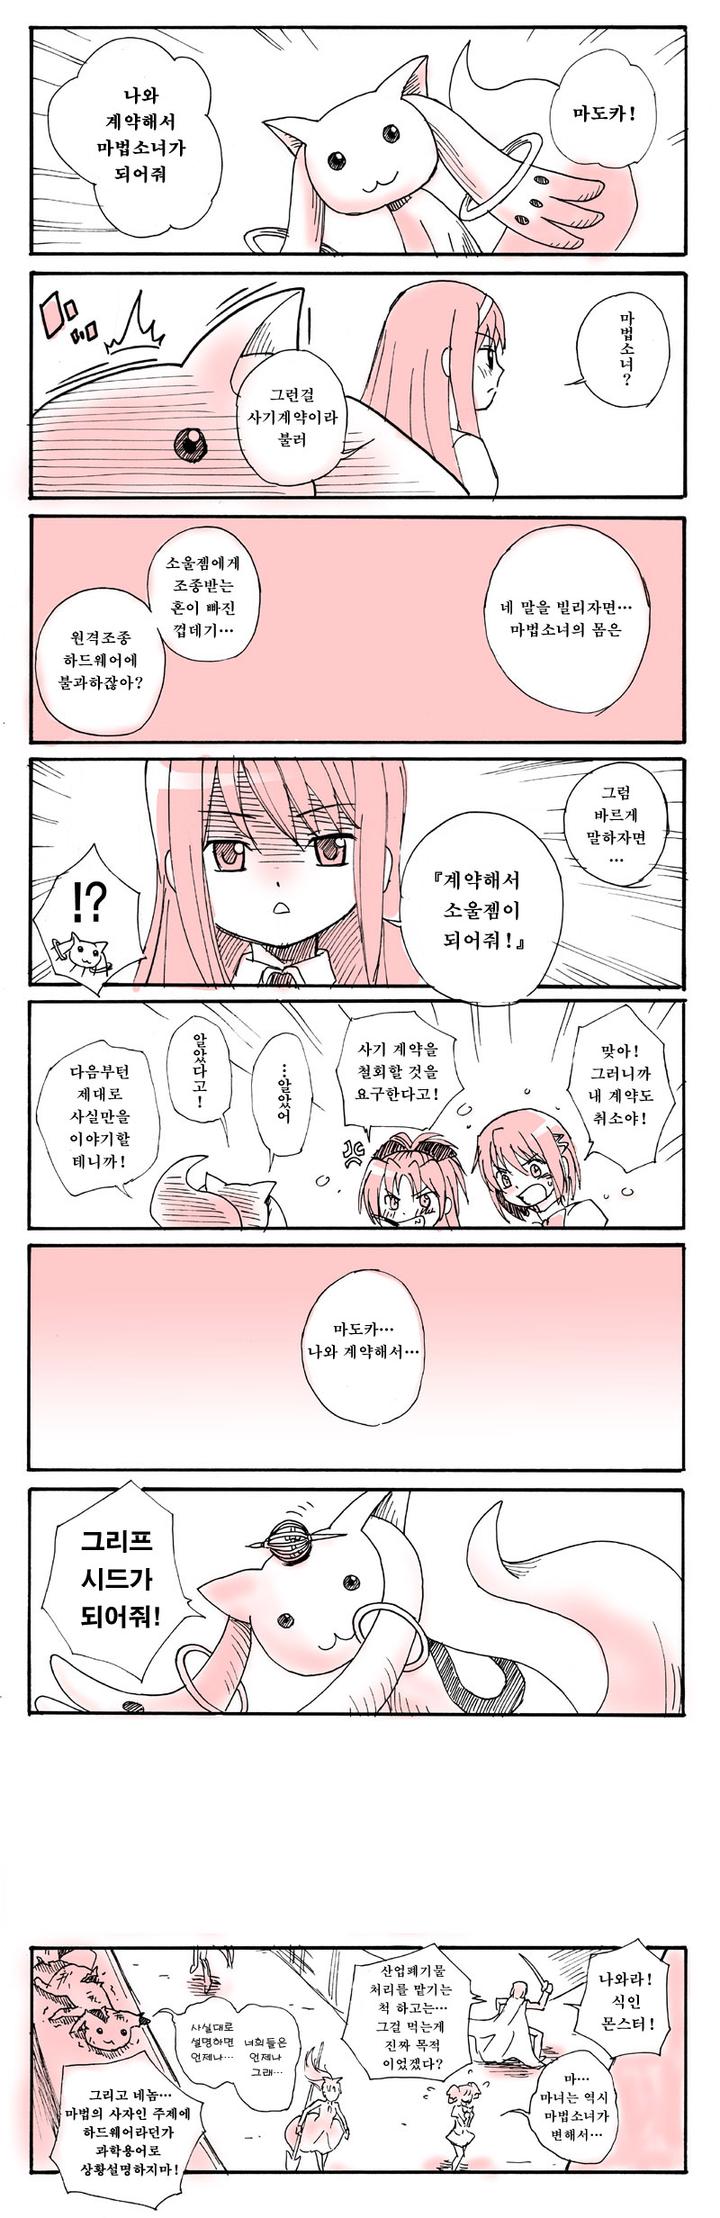 마도카!
나와
계약해서
마법소녀가
되어줘
마법소녀?
그런걸
사기계약이라
불러
네 말을 빌리자면…
마법소녀의 몸은
소울젬에게
조종받는
혼이 빠진
껍데기…
원격조종
하드웨어에
불과하잖아?
그럼
바르게
말하자면
…
『계약해서
소울젬이
되어줘!』
!?
맞아!
그러니까
내 계약도
취소야!
사기 계약을
철회할 것을
요구한다고!
…알았어
알았다고!
다음부턴
제대로
사실만을
이야기할
테니까!
마도카…
나와 계약해서…
그리프
시드가
되어줘!
나와라!
식인
몬스터!
산업폐기물
처리를 맡기는
척 하고는…
그걸 먹는게
진짜 목적
이었겠다?
마…
마녀는 역시
마법소녀가
변해서…
너희들은
언제나
그래…
사실대로
설명하면
언제나…
그리고 네놈…
마법의 사자인 주제에
하드웨어라던가
과학용어로
상황설명하지마!